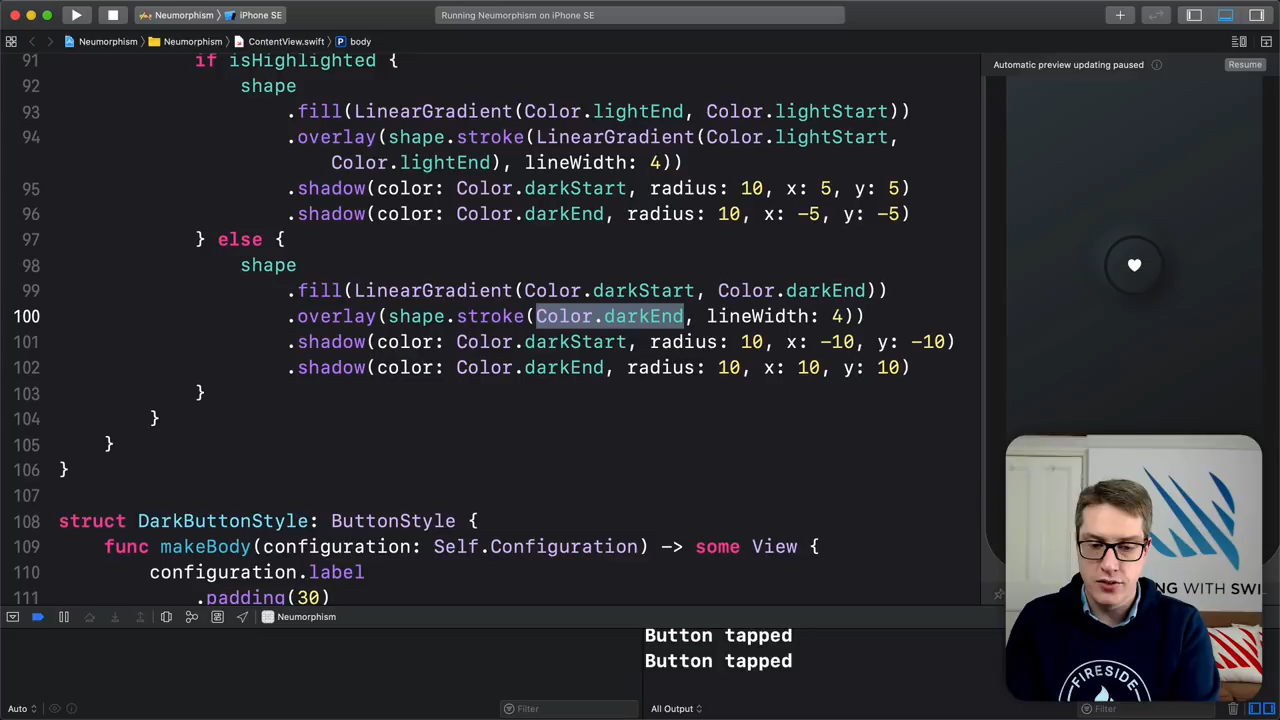 Neumorphism
iPhone SE
Running Neumorphism on iPhone SE
Neumorphism
Neumorphism
ContentView.swift
body
91 if isHighlighted {
92 shape
93 .fill(LinearGradient(Color.lightEnd, Color.lightStart))
94 .overlay(shape.stroke(LinearGradient(Color.lightStart,
Color.lightEnd), lineWidth: 4))
95 .shadow(color: Color.darkStart, radius: 10, x: 5, y: 5)
96 .shadow(color: Color.darkEnd, radius: 10, x: -5, y: -5)
97 } else {
98 shape
99 .fill(LinearGradient(Color.darkStart, Color.darkEnd))
100 .overlay(shape.stroke(Color.darkEnd, lineWidth: 4))
101 .shadow(color: Color.darkStart, radius: 10, x: -10, y: -10)
102 .shadow(color: Color.darkEnd, radius: 10, x: 10, y: 10)
103 }
104 }
105 }
106 }
107
108 struct DarkButtonStyle: ButtonStyle {
109 func makeBody(configuration: Self.Configuration) -> some View {
110 configuration.label
111 .padding(30)
Automatic preview updating paused
Resume
NG WITH SWI
FIRESIDE
Neumorphism
Button tapped
Button tapped
Auto
Filter
All Output
Filter